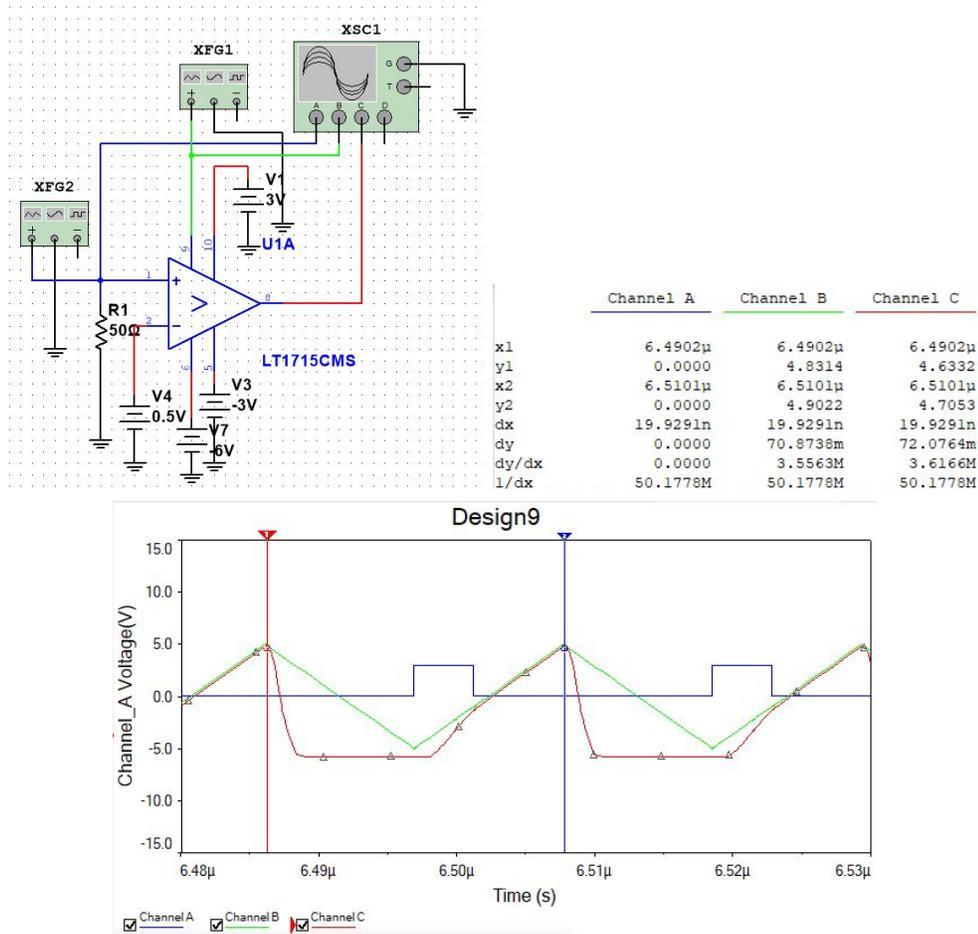 XSC1
XFG1
G
T
A B C D
V1
3V
XFG2
U1A
9
10
1
8
R1
50Ω
2
LT1715CMS
6
5
V3
-3V
V4
0.5V
V7
-6V
Channel A Channel B Channel C
x1 6.4902µ 6.4902µ 6.4902µ
y1 0.0000 4.8314 4.6332
x2 6.5101µ 6.5101µ 6.5101µ
y2 0.0000 4.9022 4.7053
dx 19.9291n 19.9291n 19.9291n
dy 0.0000 70.8738m 72.0764m
dy/dx 0.0000 3.5563M 3.6166M
1/dx 50.1778M 50.1778M 50.1778M
Design9
Channel_A Voltage(V)
15.0
10.0
5.0
0.0
-5.0
-10.0
-15.0
6.48µ 6.49µ 6.50µ 6.51µ 6.52µ 6.53µ
Time (s)
Channel A Channel B Channel C